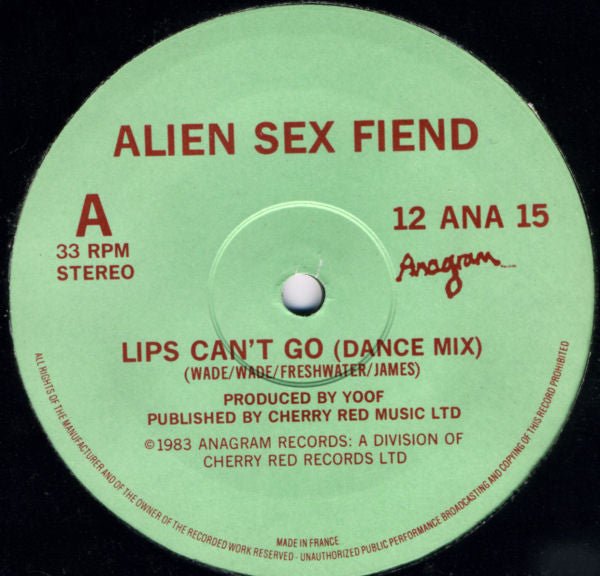 ALIEN SEX FIEND
A
33 RPM
STEREO
12 ANA 15
Anagram
LIPS CAN'T GO (DANCE MIX)
(WADE/WADE/FRESHWATER/JAMES)
PRODUCED BY YOOF
PUBLISHED BY CHERRY RED MUSIC LTD
©1983 ANAGRAM RECORDS: A DIVISION OF
CHERRY RED RECORDS LTD
ALL RIGHTS OF THE MANUFACTURER AND OF THE OWNER OF THE RECORDED WORK RESERVED - UNAUTHORIZED PUBLIC PERFORMANCE BROADCASTING AND COPYING OF THIS RECORD PROHIBITED
MADE IN FRANCE